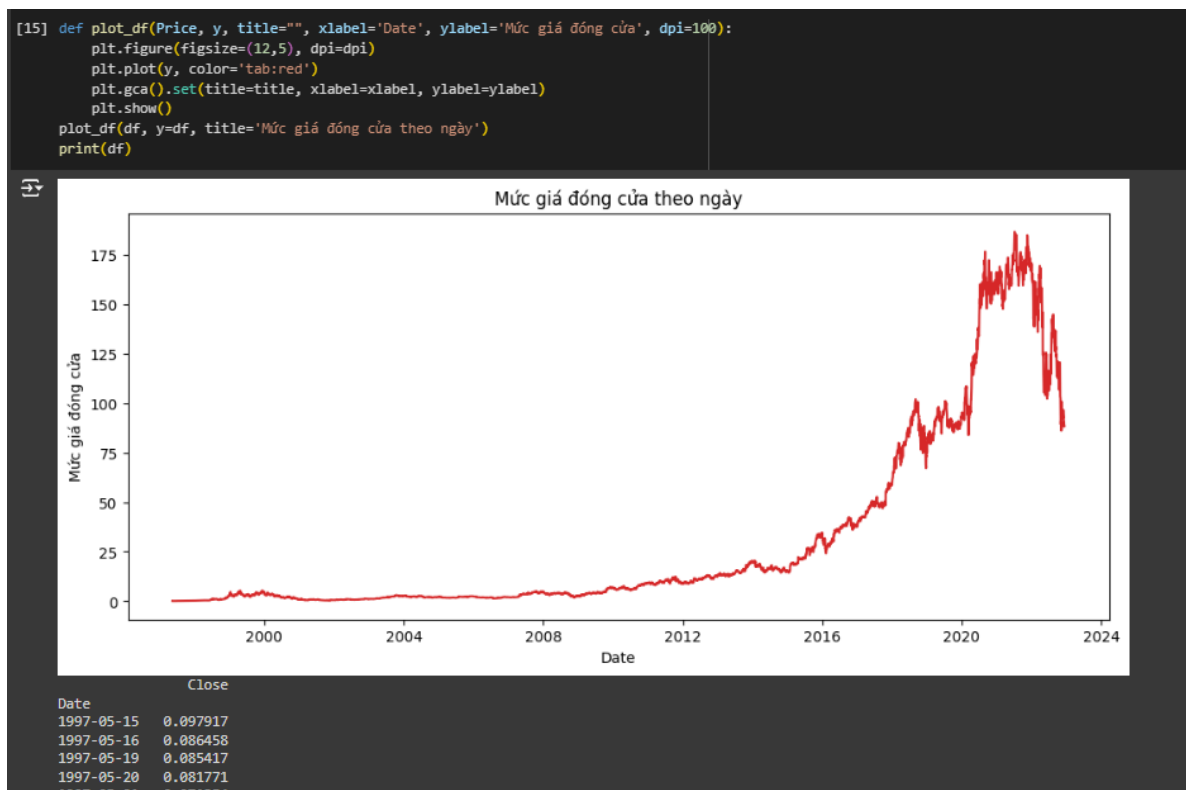 [15] def plot_df(Price, y, title="", xlabel='Date', ylabel='Mức giá đóng cửa', dpi=100):
plt.figure(figsize=(12,5), dpi=dpi)
plt.plot(y, color='tab:red')
plt.gca().set(title=title, xlabel=xlabel, ylabel=ylabel)
plt.show()
plot_df(df, y=df, title='Mức giá đóng cửa theo ngày')
print(df)
Mức giá đóng cửa theo ngày
Mức giá đóng cửa
175
150
125
100
75
50
25
0
2000 2004 2008 2012 2016 2020 2024
Date
Close
Date
1997-05-15 0.097917
1997-05-16 0.086458
1997-05-19 0.085417
1997-05-20 0.081771